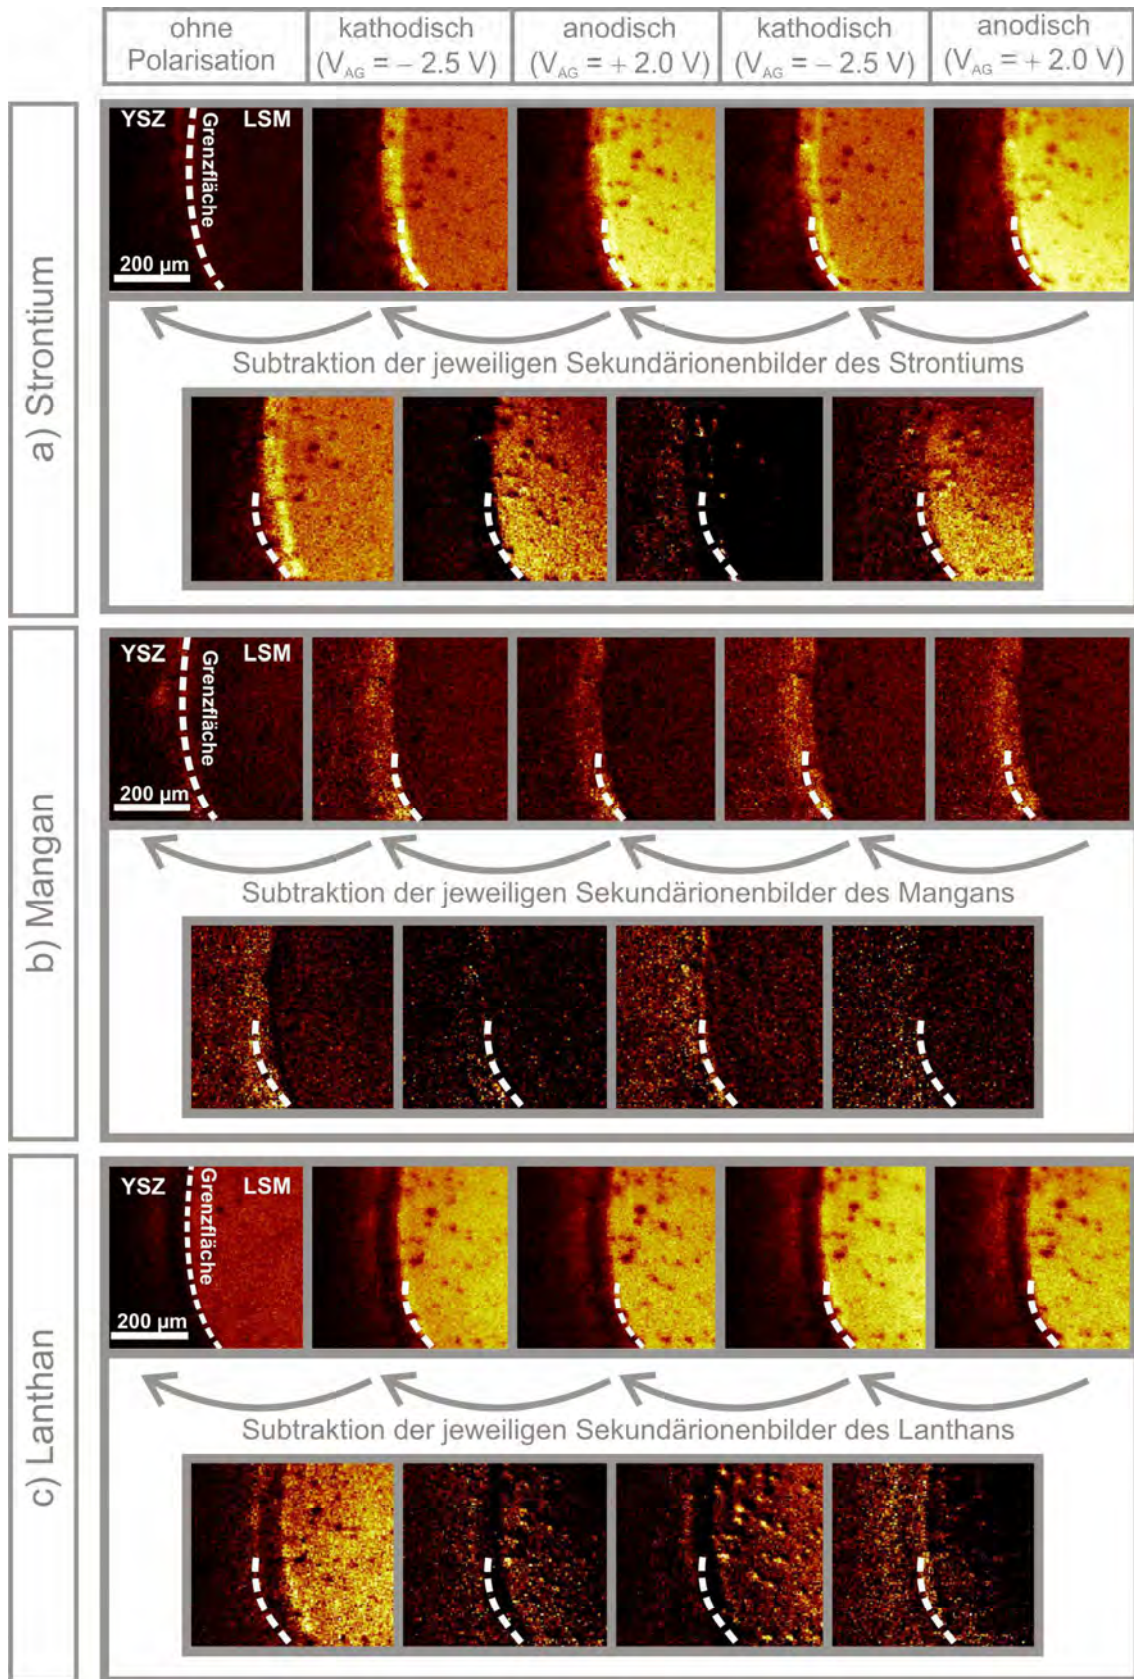 ohne
Polarisation
kathodisch
(V_AG = – 2.5 V)
anodisch
(V_AG = + 2.0 V)
kathodisch
(V_AG = – 2.5 V)
anodisch
(V_AG = + 2.0 V)
a) Strontium
YSZ
Grenzfläche
LSM
200 µm
Subtraktion der jeweiligen Sekundärionenbilder des Strontiums
b) Mangan
YSZ
Grenzfläche
LSM
200 µm
Subtraktion der jeweiligen Sekundärionenbilder des Mangans
c) Lanthan
YSZ
Grenzfläche
LSM
200 µm
Subtraktion der jeweiligen Sekundärionenbilder des Lanthans